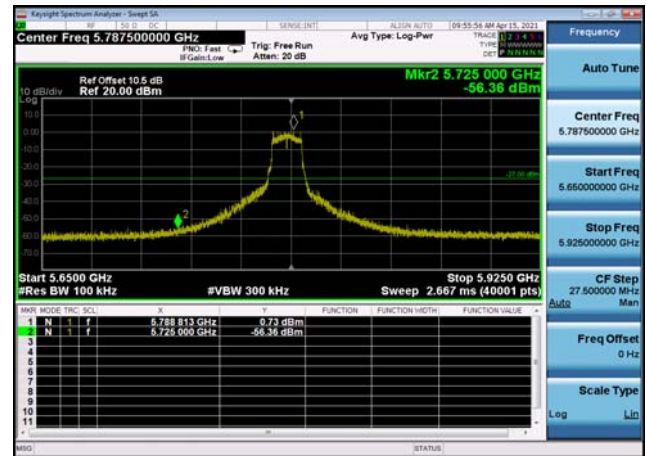 Keysight Spectrum Analyzer - Swept SA
RF 50 Ω DC SENSE:INT ALIGN AUTO 09:55:56 AM Apr 15, 2021
Center Freq 5.787500000 GHz
PNO: Fast
IFGain:Low
Trig: Free Run
Atten: 20 dB
Avg Type: Log-Pwr
TRACE 1 2 3 4 5 6
TYPE
DET P N N N N N
Ref Offset 10.5 dB
10 dB/div Ref 20.00 dBm
Log
Mkr2 5.725 000 GHz
-56.36 dBm
10.0
0.00
-10.0
-20.0
-27.00 dBm
-30.0
-40.0
-50.0
-60.0
-70.0
1
2
Start 5.6500 GHz Stop 5.9250 GHz
#Res BW 100 kHz #VBW 300 kHz Sweep 2.667 ms (40001 pts)
MKR MODE TRC SCL X Y FUNCTION FUNCTION WIDTH FUNCTION VALUE
1 N 1 f 5.788 813 GHz 0.73 dBm
2 N 1 f 5.725 000 GHz -56.36 dBm
3
4
5
6
7
8
9
10
11
MSG STATUS
Frequency
Auto Tune
Center Freq
5.787500000 GHz
Start Freq
5.650000000 GHz
Stop Freq
5.925000000 GHz
CF Step
27.500000 MHz
Auto Man
Freq Offset
0 Hz
Scale Type
Log Lin